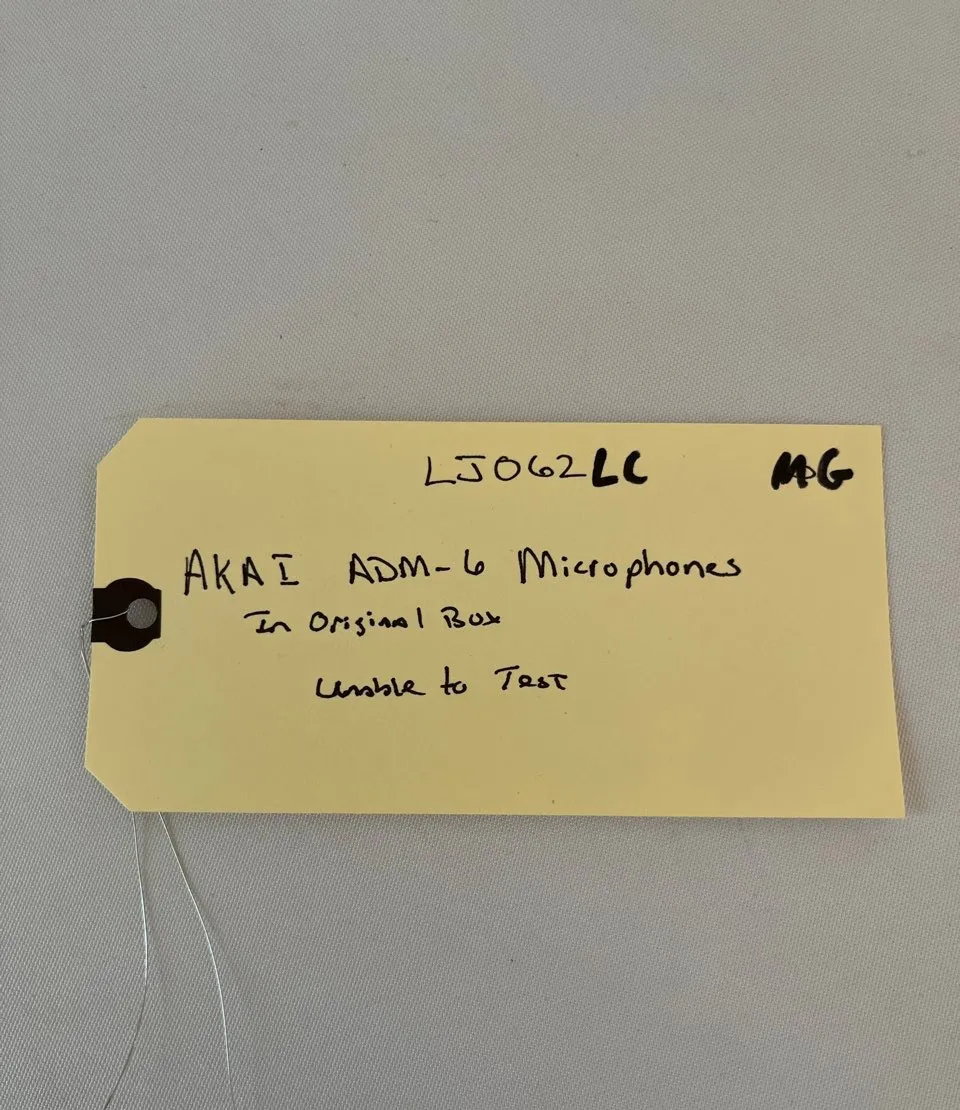 LJ062LC MG
AKAI ADM-6 Microphones
In Original Box
Unable to Test